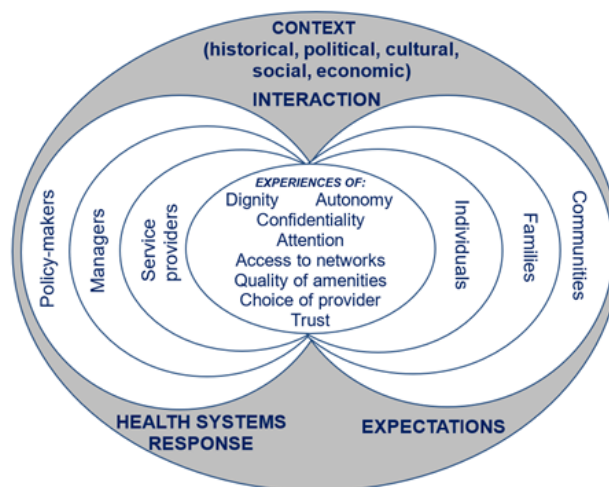 CONTEXT
(historical, political, cultural,
social, economic)
INTERACTION
Policy-makers
Managers
Service
providers
EXPERIENCES OF:
Dignity Autonomy
Confidentiality
Attention
Access to networks
Quality of amenities
Choice of provider
Trust
Individuals
Families
Communities
HEALTH SYSTEMS
RESPONSE
EXPECTATIONS